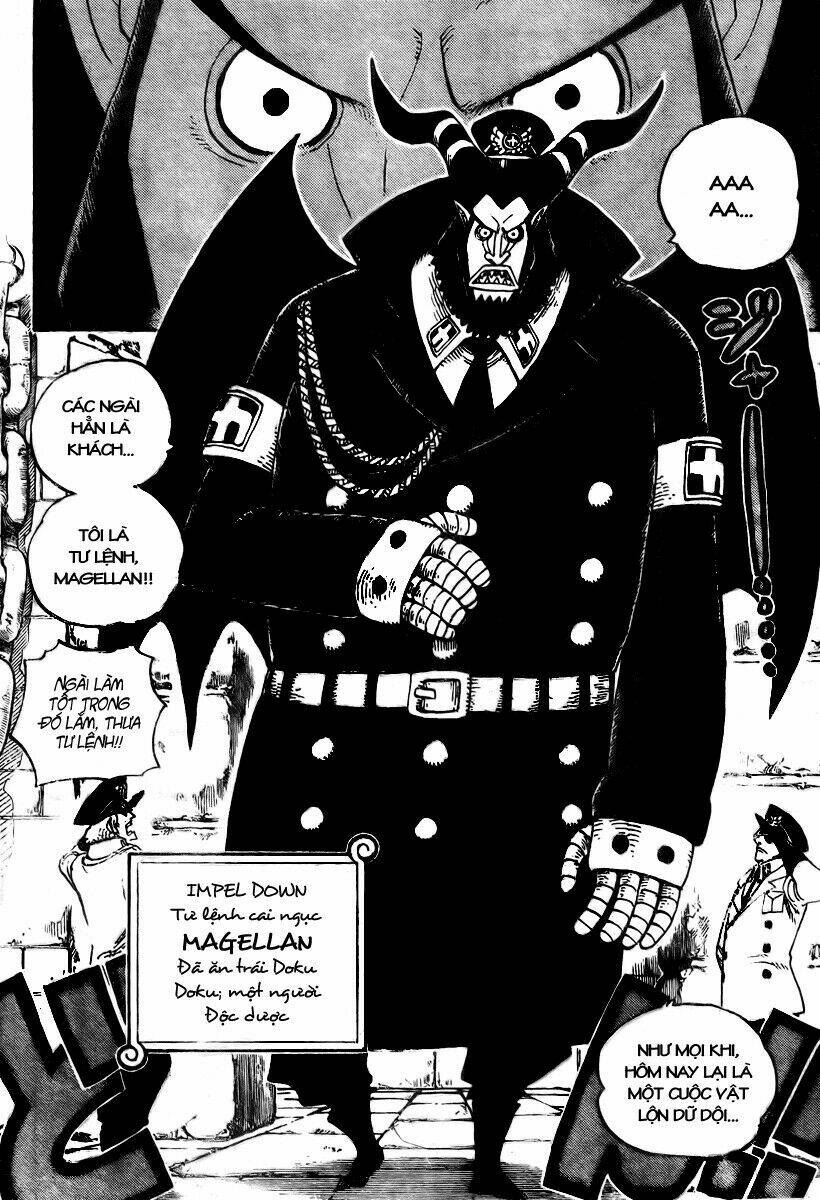 AAA
AA...
ジャ
CÁC NGÀI
HẲN LÀ
KHÁCH...
TÔI LÀ
TƯ LỆNH,
MAGELLAN!!
NGÀI LÀM
TỐT TRONG
ĐÓ LẮM, THƯA
TƯ LỆNH!!
IMPEL DOWN
Tư lệnh cai ngục
MAGELLAN
Đã ăn trái Doku
Doku; một người
Độc dược
NHƯ MỌI KHI,
HÔM NAY LẠI LÀ
MỘT CUỘC VẬT
LỘN DỮ DỘI...